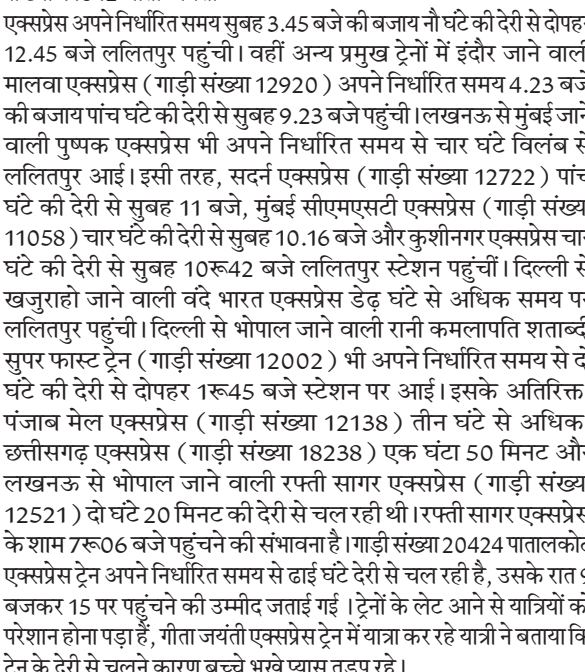 एक्सप्रेस अपने निर्धारित समय सुबह 3.45 बजे की बजाय नौ घंटे की देरी से दोपहर
12.45 बजे ललितपुर पहुंची। वहीं अन्य प्रमुख ट्रेनों में इंदौर जाने वाली
मालवा एक्सप्रेस (गाड़ी संख्या 12920) अपने निर्धारित समय 4.23 बजे
की बजाय पांच घंटे की देरी से सुबह 9.23 बजे पहुंची। लखनऊ से मुंबई जाने
वाली पुष्पक एक्सप्रेस भी अपने निर्धारित समय से चार घंटे विलंब से
ललितपुर आई। इसी तरह, सदर्न एक्सप्रेस (गाड़ी संख्या 12722) पांच
घंटे की देरी से सुबह 11 बजे, मुंबई सीएमएसटी एक्सप्रेस (गाड़ी संख्या
11058) चार घंटे की देरी से सुबह 10.16 बजे और कुशीनगर एक्सप्रेस चार
घंटे की देरी से सुबह 10रू42 बजे ललितपुर स्टेशन पहुंचीं। दिल्ली से
खजुराहो जाने वाली वंदे भारत एक्सप्रेस डेढ़ घंटे से अधिक समय पर
ललितपुर पहुंची। दिल्ली से भोपाल जाने वाली रानी कमलापति शताब्दी
सुपर फास्ट ट्रेन (गाड़ी संख्या 12002) भी अपने निर्धारित समय से दो
घंटे की देरी से दोपहर 1रू45 बजे स्टेशन पर आई। इसके अतिरिक्त
पंजाब मेल एक्सप्रेस (गाड़ी संख्या 12138) तीन घंटे से अधिक
छत्तीसगढ़ एक्सप्रेस (गाड़ी संख्या 18238) एक घंटा 50 मिनट और
लखनऊ से भोपाल जाने वाली रफ्ती सागर एक्सप्रेस (गाड़ी संख्या
12521) दो घंटे 20 मिनट की देरी से चल रही थी। रफ्ती सागर एक्सप्रेस
के शाम 7रू06 बजे पहुंचने की संभावना है। गाड़ी संख्या 20424 पातालकोट
एक्सप्रेस ट्रेन अपने निर्धारित समय से ढाई घंटे देरी से चल रही है, उसके रात
बजकर 15 पर पहुंचने की उम्मीद जताई गई । ट्रेनों के लेट आने से यात्रियों को
परेशान होना पड़ा हैं, गीता जयंती एक्सप्रेस ट्रेन में यात्रा कर रहे यात्री ने बताया कि
ट्रेन के देरी से चलने कारण बच्चे भूखे प्यास तड़प रहे।